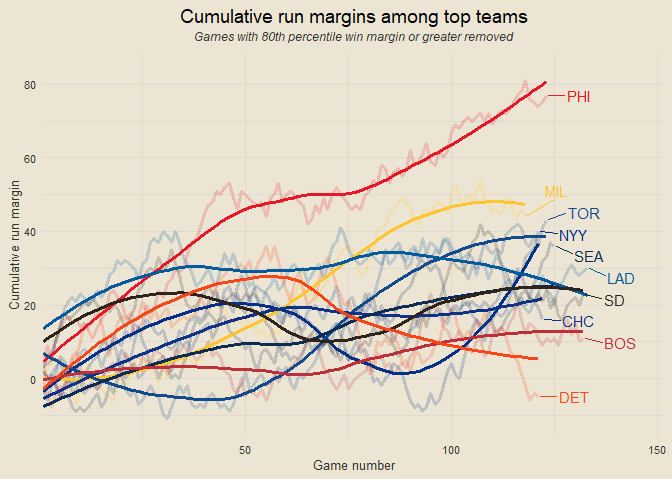 Cumulative run margins among top teams
Games with 80th percentile win margin or greater removed
Cumulative run margin
80
60
40
20
0
PHI
MIL
TOR
NYY
SEA
LAD
SD
CHC
BOS
DET
50
100
150
Game number